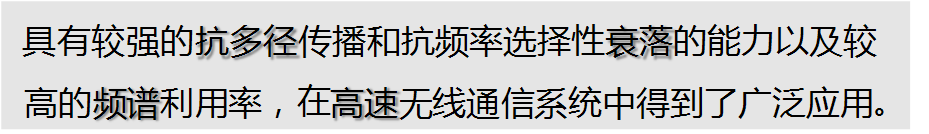 具有较强的抗多径传播和抗频率选择性衰落的能力以及较
高的频谱利用率，在高速无线通信系统中得到了广泛应用。